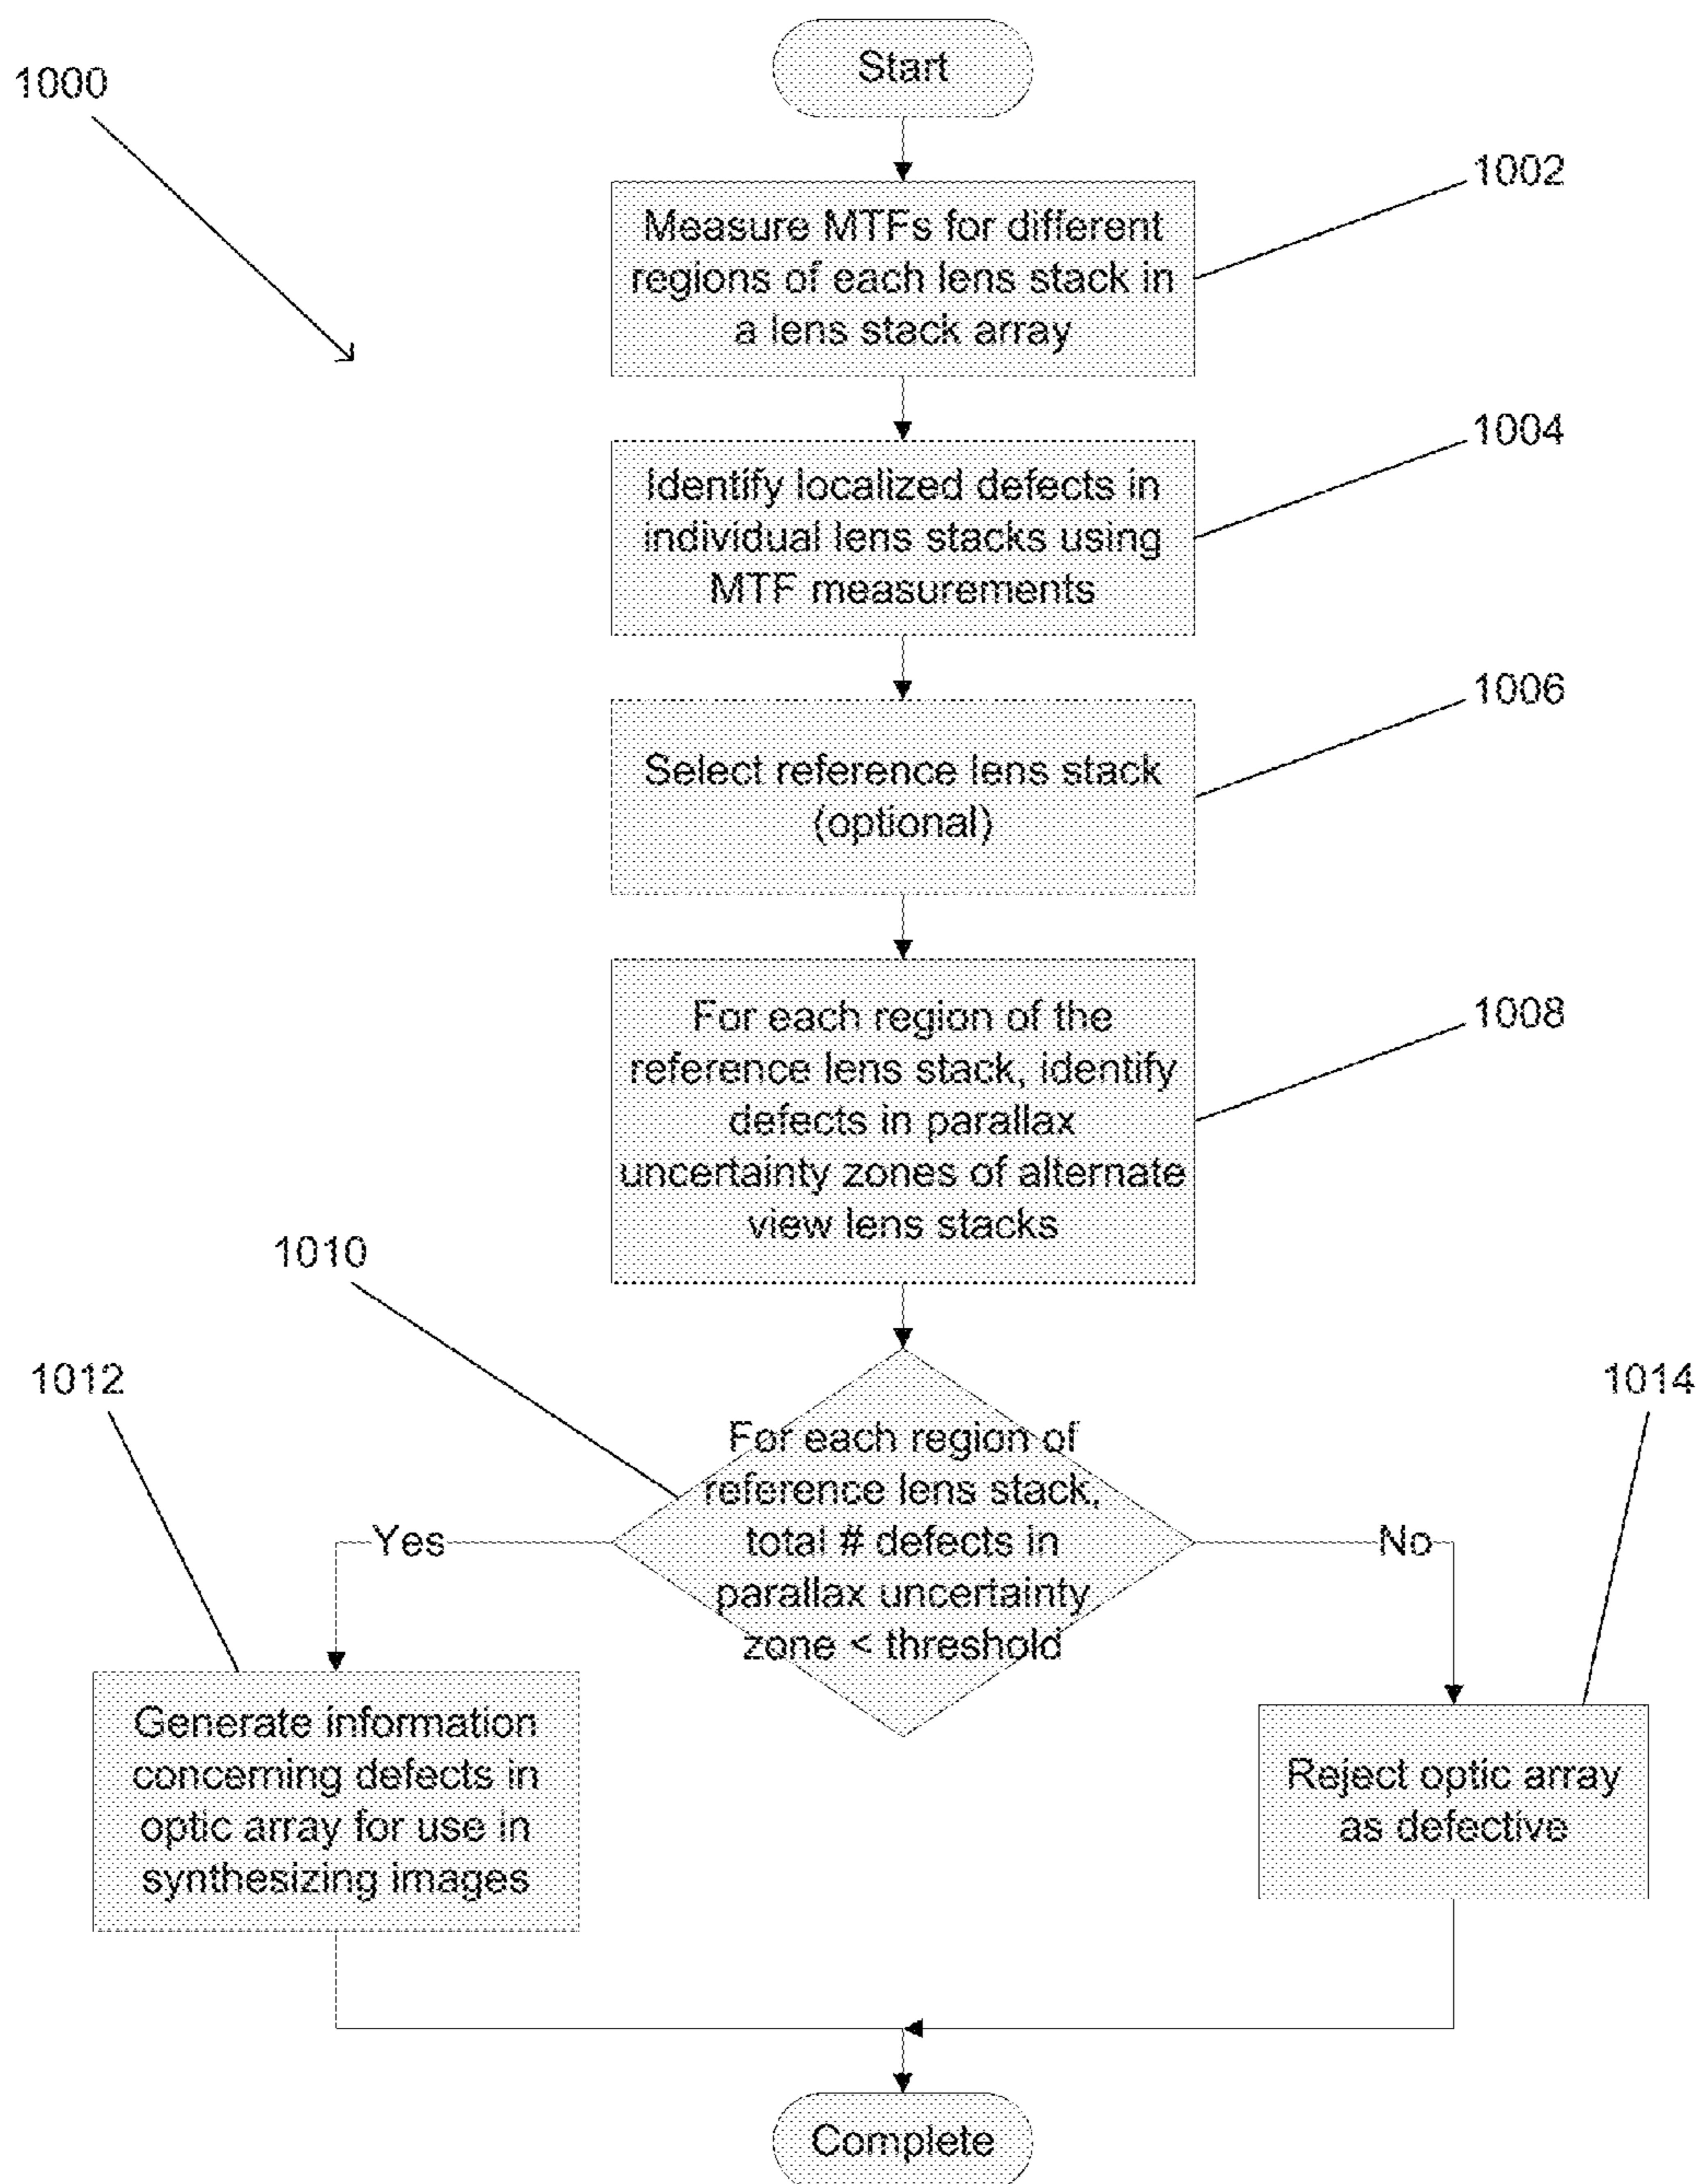 Start
1000
1002
Measure MTFs for different
regions of each lens stack in
a lens stack array
1004
Identify localized defects in
individual lens stacks using
MTF measurements
1006
Select reference lens stack
(optional)
1008
For each region of the
reference lens stack, identify
defects in parallax
uncertainty zones of alternate
view lens stacks
1010
1012
1014
For each region of
reference lens stack,
total # defects in
parallax uncertainty
zone < threshold
Yes
No
Generate information
concerning defects in
optic array for use in
synthesizing images
Reject optic array
as defective
Complete